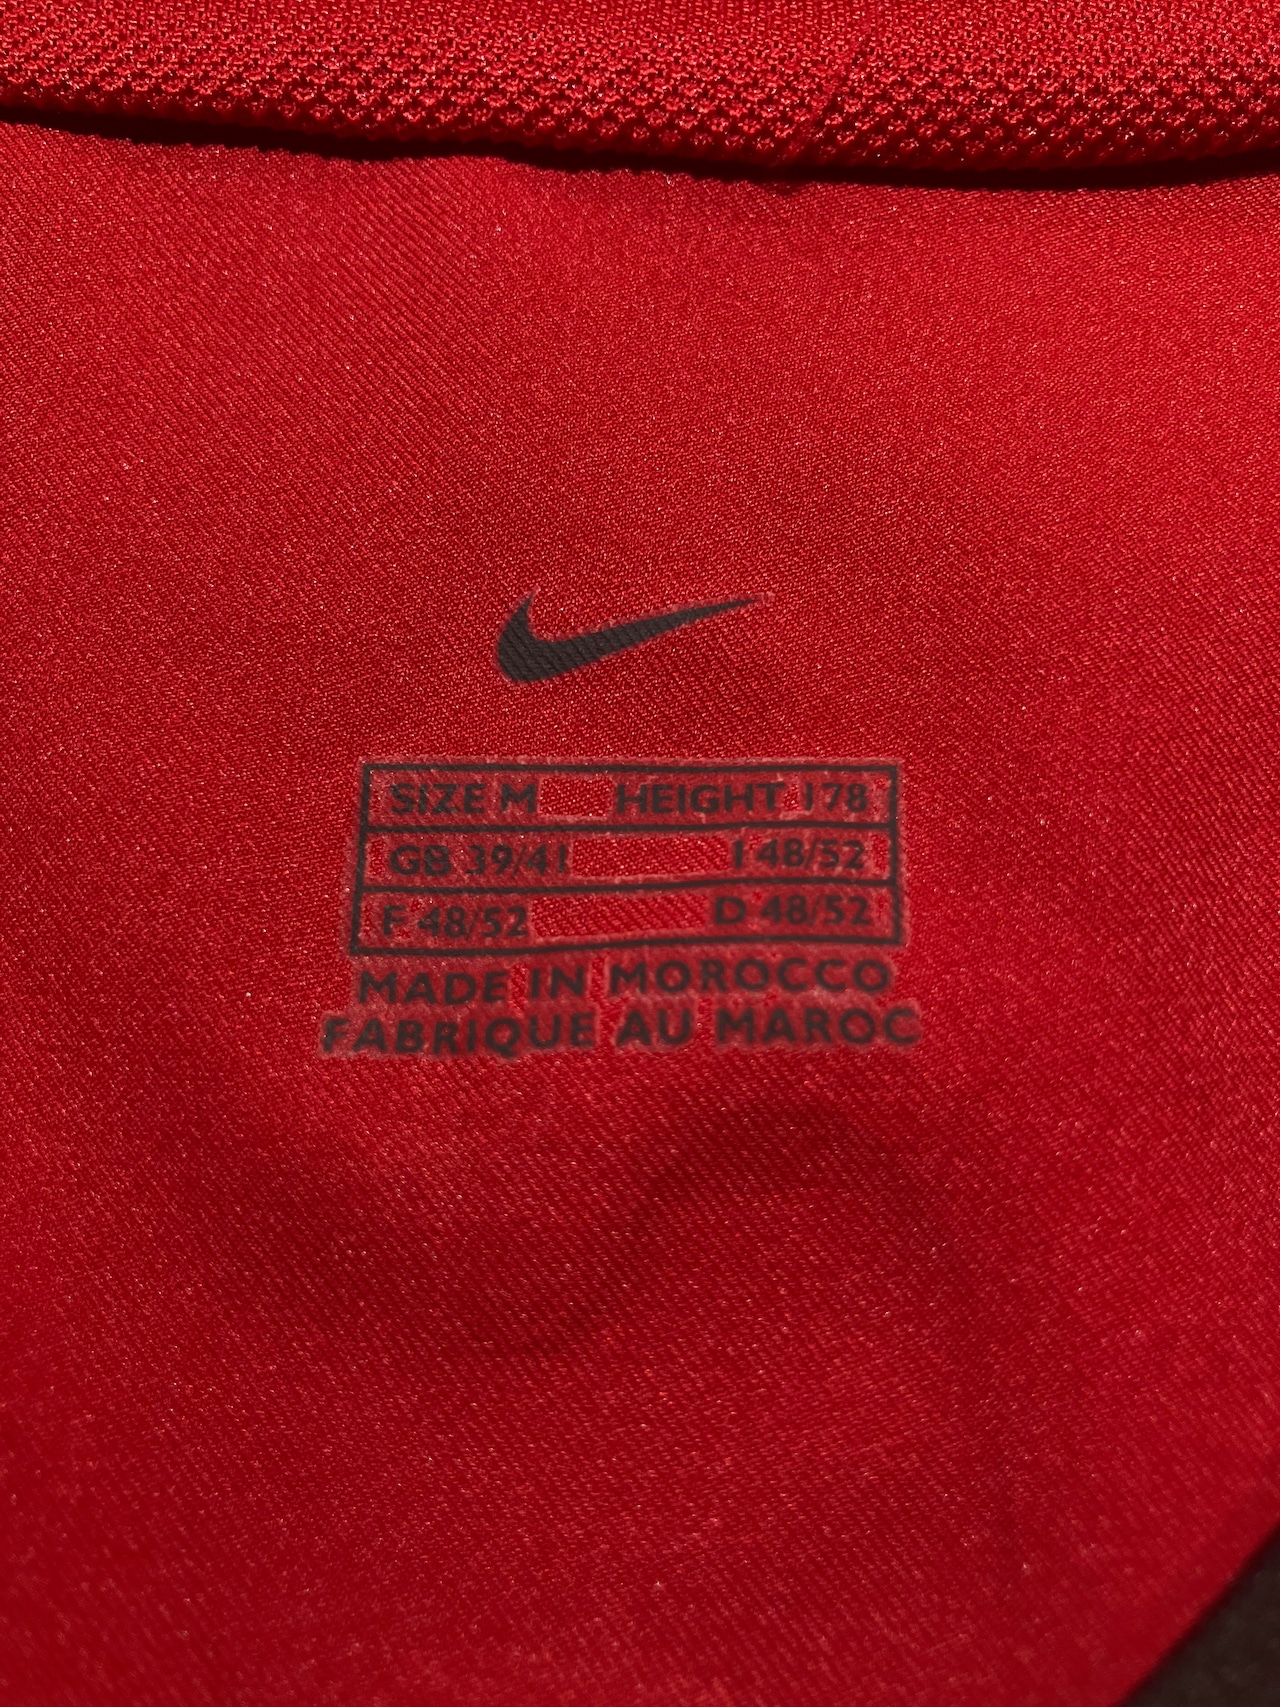 SIZE M HEIGHT 178
GB 39/41 I 48/52
F 48/52 D 48/52
MADE IN MOROCCO
FABRIQUE AU MAROC